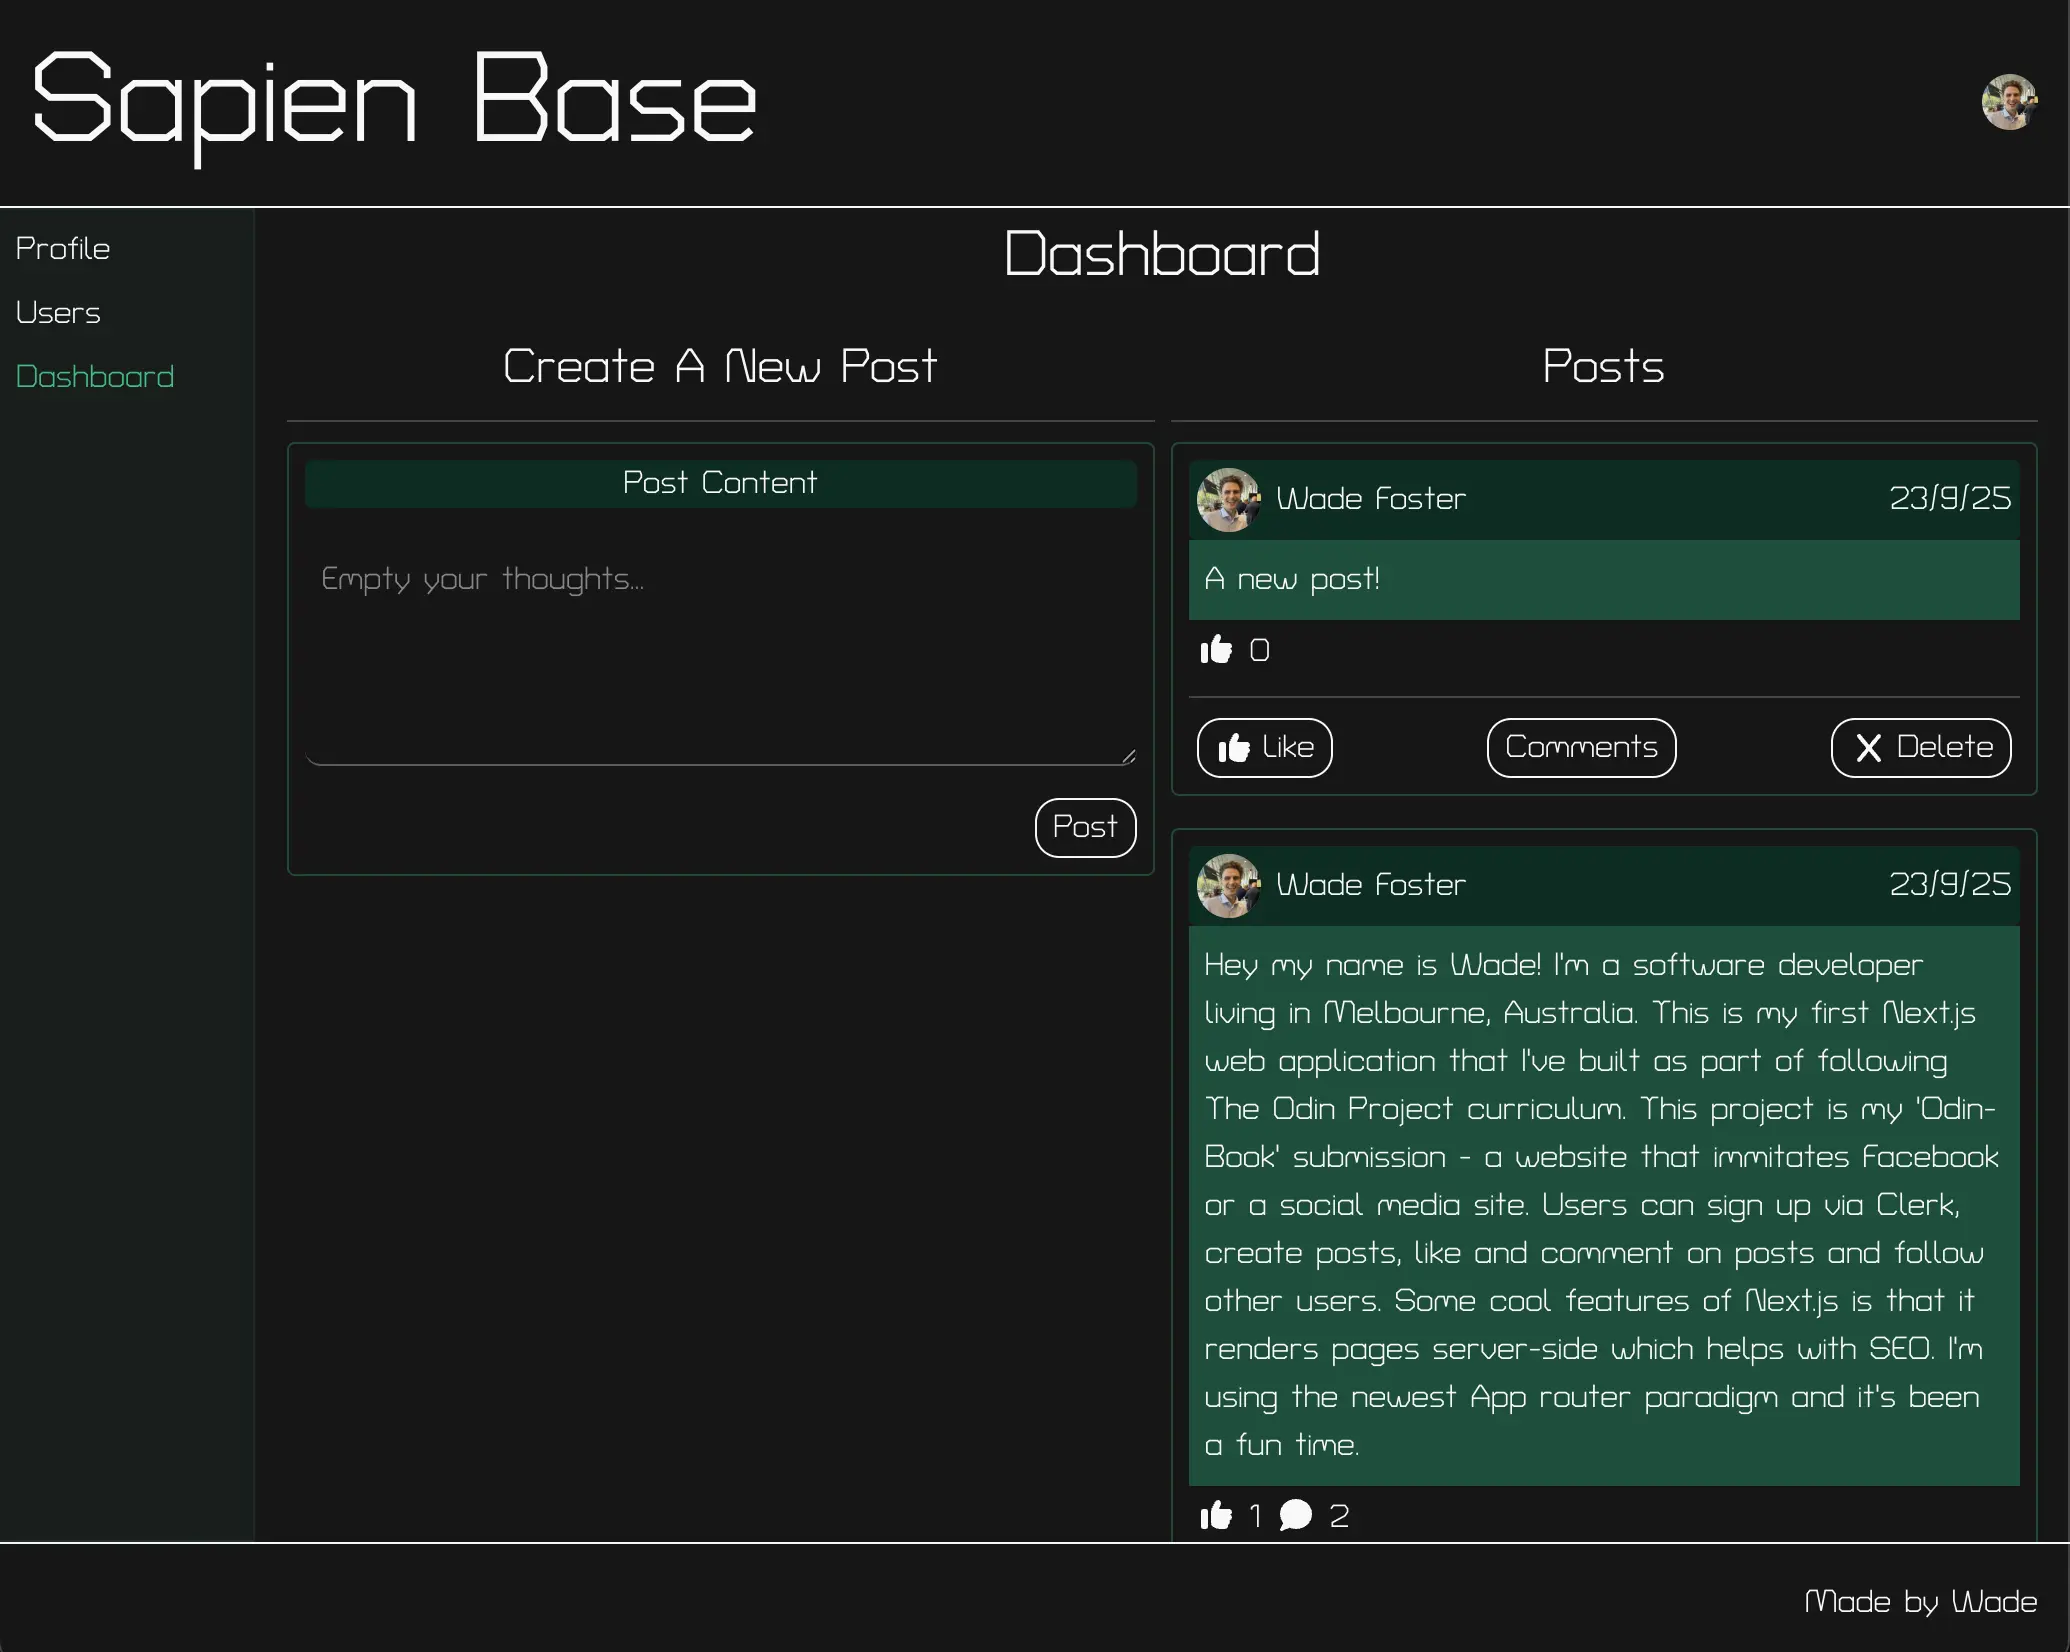 Sapien Base
Profile
Users
Dashboard
Dashboard
Create A New Post
Post Content
Empty your thoughts...
Post
Posts
Wade Foster 23/9/25
A new post!
0
Like Comments Delete
Wade Foster 23/9/25
Hey my name is Wade! I'm a software developer
living in Melbourne, Australia. This is my first Next.js
web application that I've built as part of following
The Odin Project curriculum. This project is my 'Odin-
Book' submission - a website that immitates Facebook
or a social media site. Users can sign up via Clerk,
create posts, like and comment on posts and follow
other users. Some cool features of Next.js is that it
renders pages server-side which helps with SEO. I'm
using the newest App router paradigm and it's been
a fun time.
1 2
Made by Wade